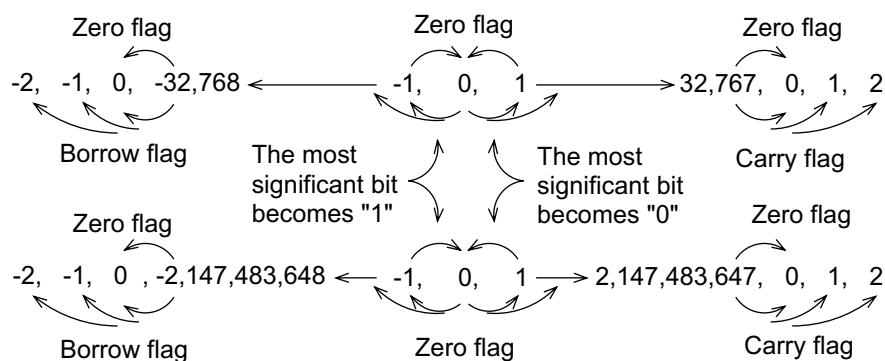 Zero flag Zero flag Zero flag
-2, -1, 0, -32,768 -1, 0, 1 32,767, 0, 1, 2
Borrow flag Carry flag
The most
significant bit
becomes "1"
The most
significant bit
becomes "0"
Zero flag Zero flag
-2, -1, 0 , -2,147,483,648 -1, 0, 1 2,147,483,647, 0, 1, 2
Borrow flag Zero flag Carry flag